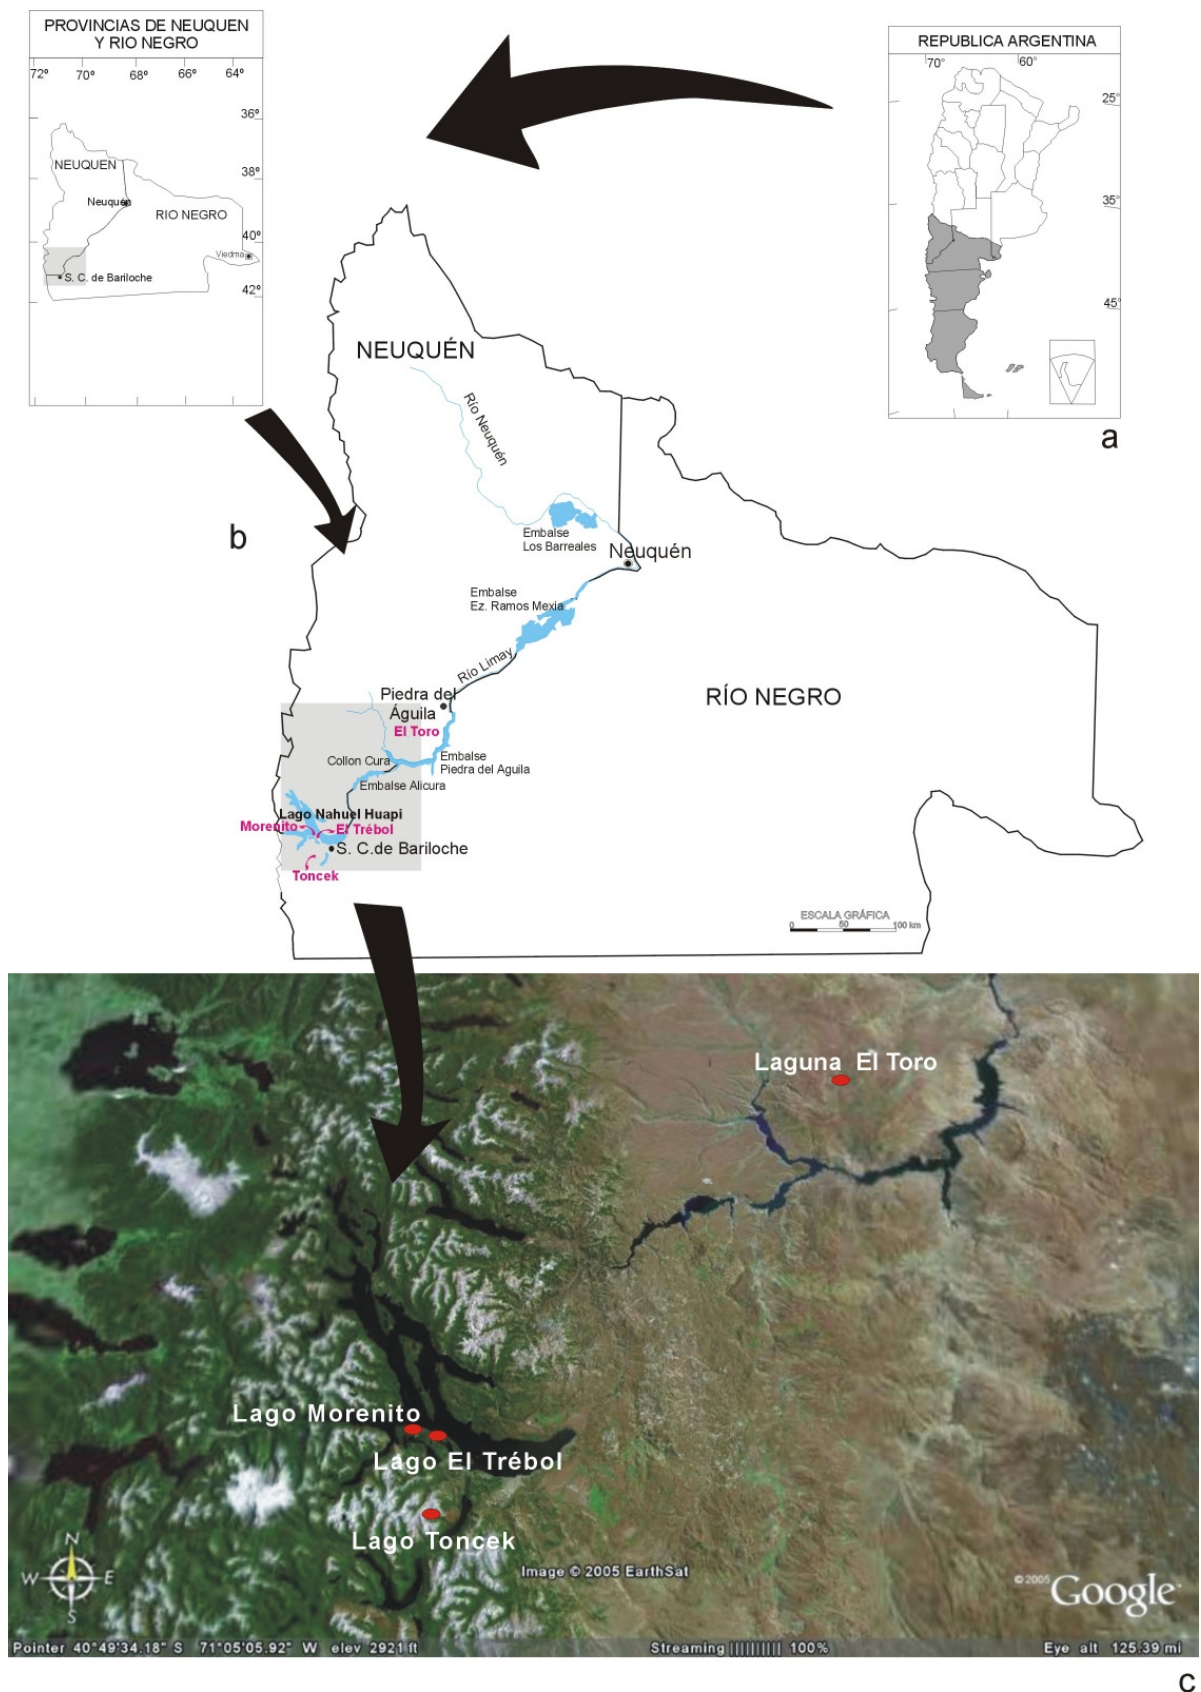 PROVINCIAS DE NEUQUEN
Y RIO NEGRO
72º 70º 68º 66º 64º
36º
NEUQUEN
38º
Neuquén
RIO NEGRO
40º
Viedma
S. C. de Bariloche
42º
REPUBLICA ARGENTINA
70º 60º
25º
35º
45º
a
NEUQUÉN
Río Neuquén
b
Embalse
Los Barreales
Neuquén
Embalse
Ez. Ramos Mexia
Río Limay
Piedra del
Águila
El Toro
RÍO NEGRO
Collon Cura
Embalse
Piedra del Aguila
Embalse Alicura
Lago Nahuel Huapi
Morenito
El Trébol
S. C.de Bariloche
Toncek
ESCALA GRÁFICA
0 50 100 km
Laguna El Toro
Lago Morenito
Lago El Trébol
Lago Toncek
N
W E
S
Image © 2005 EarthSat
© 2005 Google
Pointer 40°49'34.18" S 71°05'05.92" W elev 2921 ft Streaming |||||||||| 100% Eye alt 125.39 mi
c